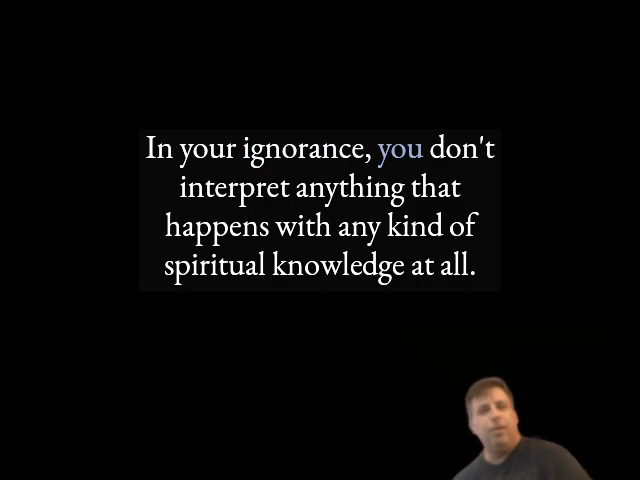 In your ignorance, you don't
interpret anything that
happens with any kind of
spiritual knowledge at all.